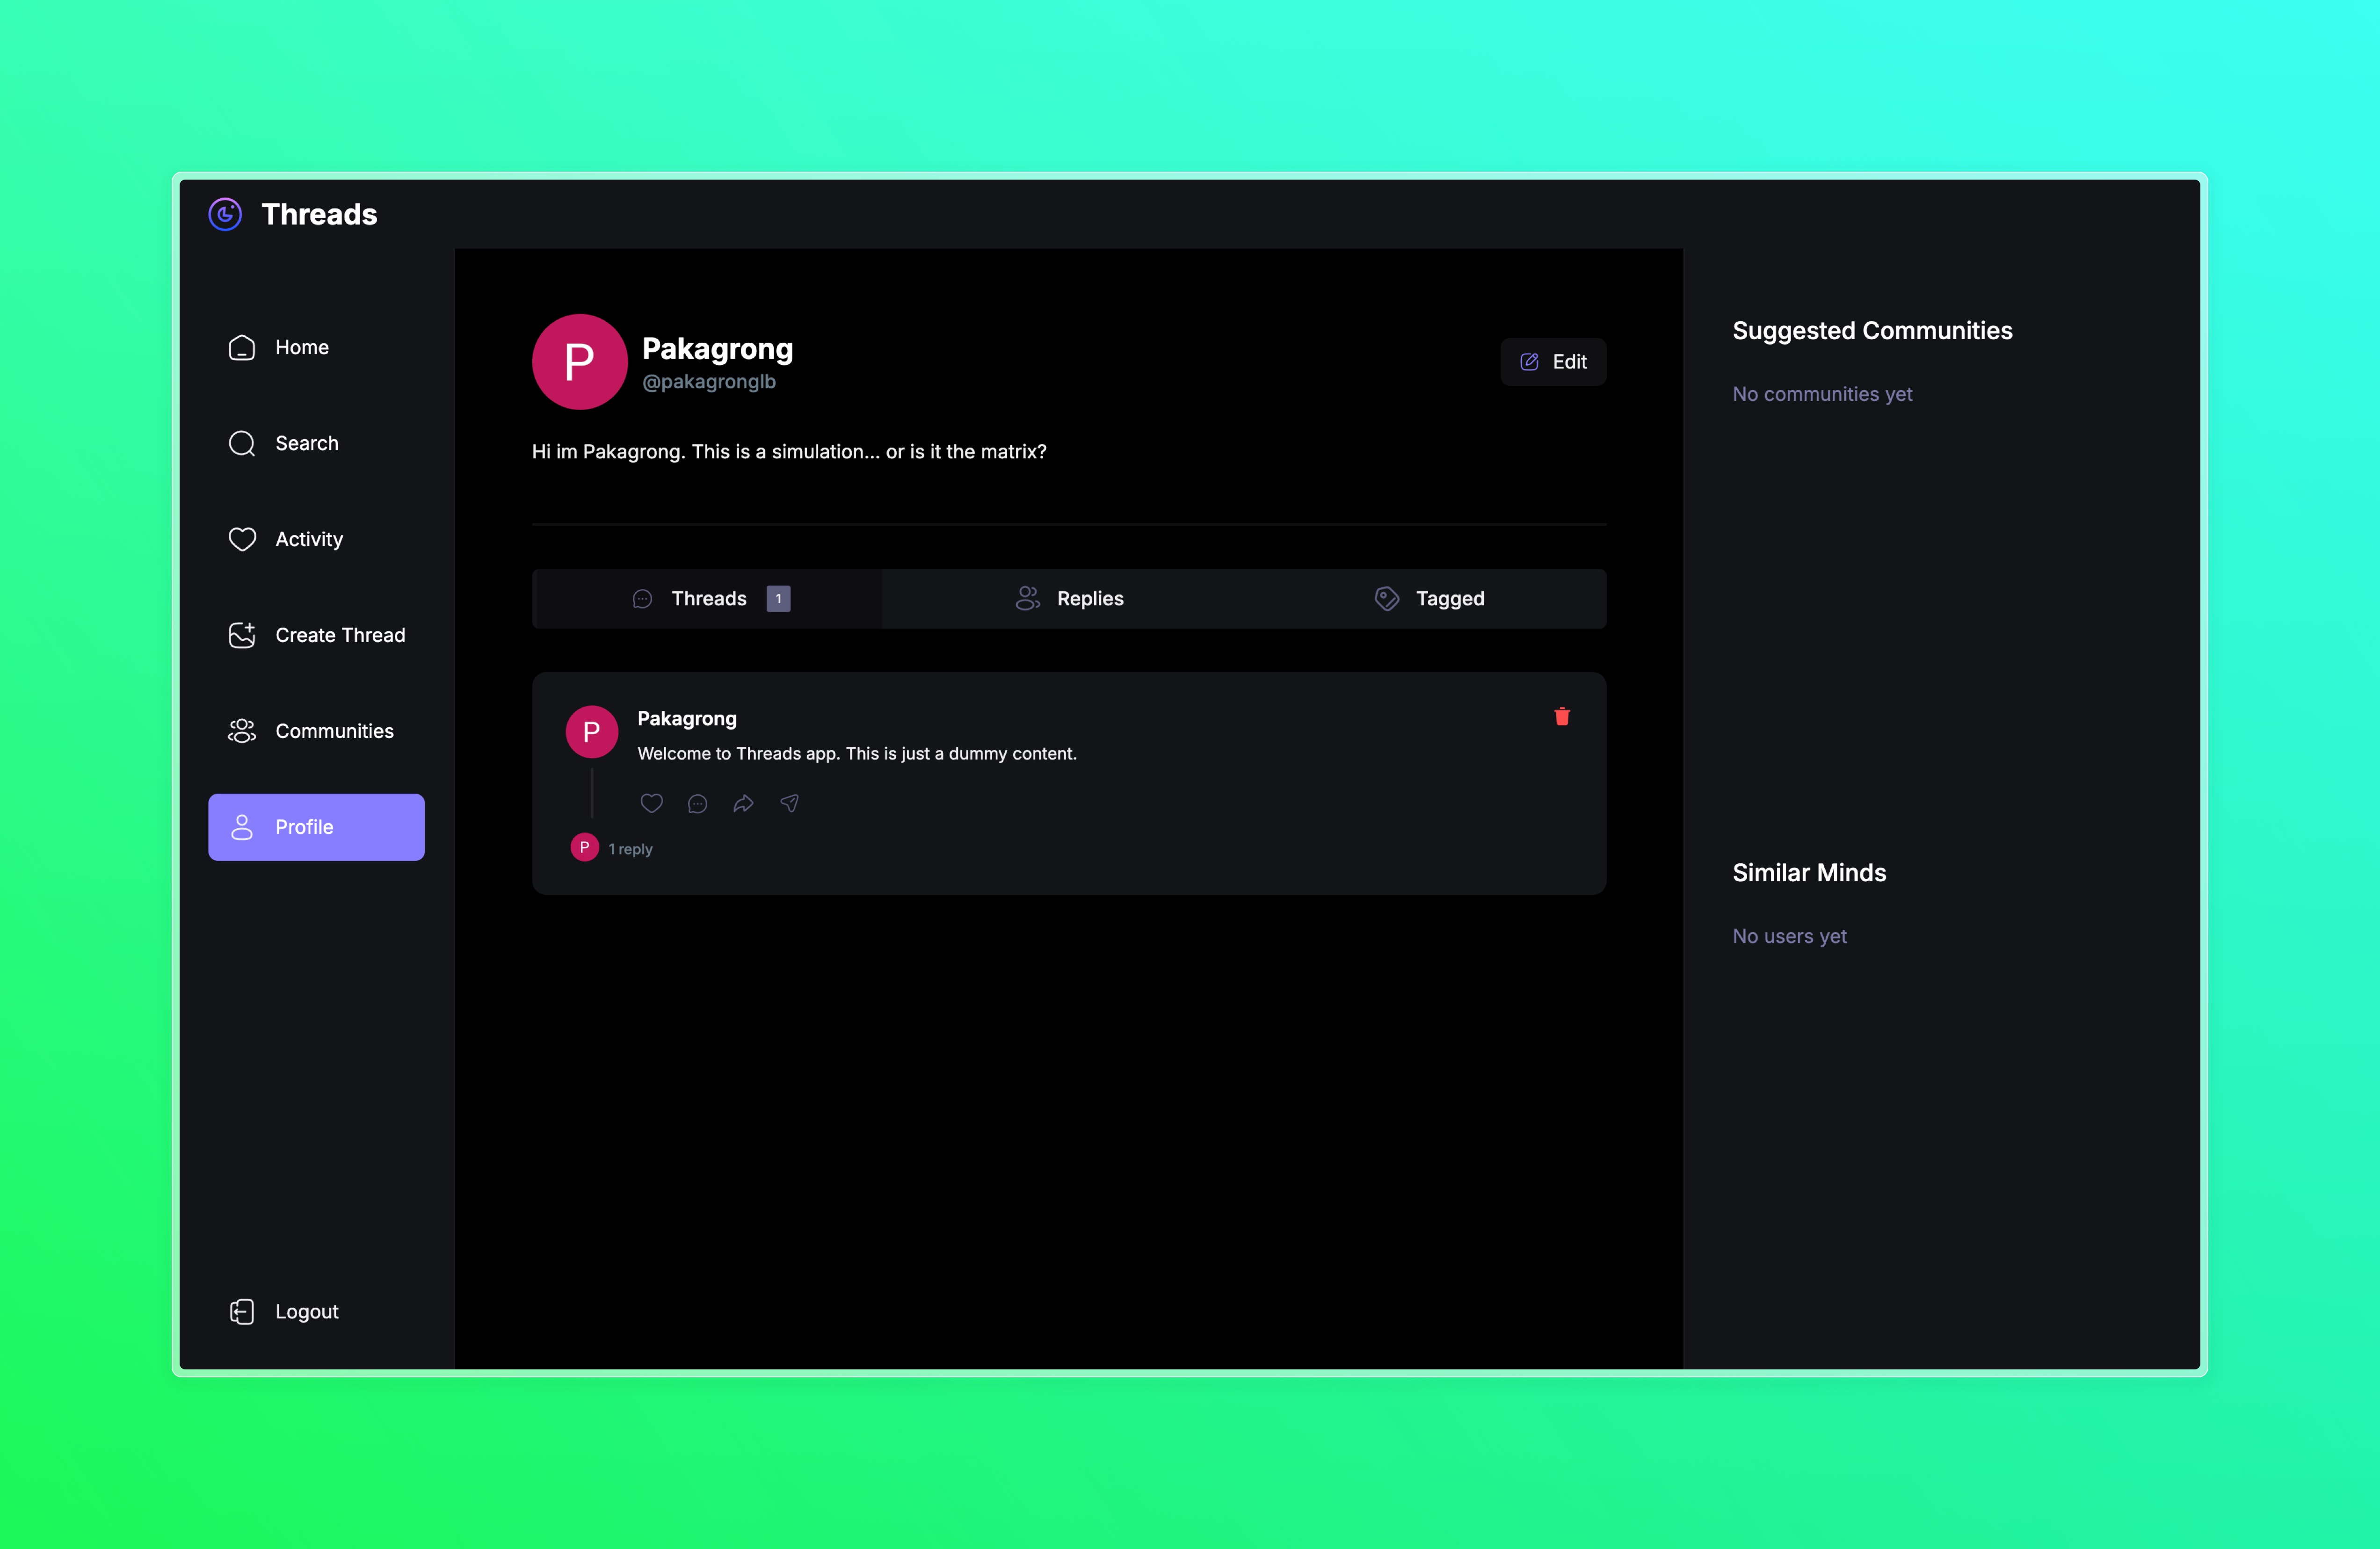 Threads
Home
Search
Activity
Create Thread
Communities
Profile
Logout
P
Pakagrong
@pakagronglb
Edit
Hi im Pakagrong. This is a simulation... or is it the matrix?
Threads 1
Replies
Tagged
P
Pakagrong
Welcome to Threads app. This is just a dummy content.
P
1 reply
Suggested Communities
No communities yet
Similar Minds
No users yet